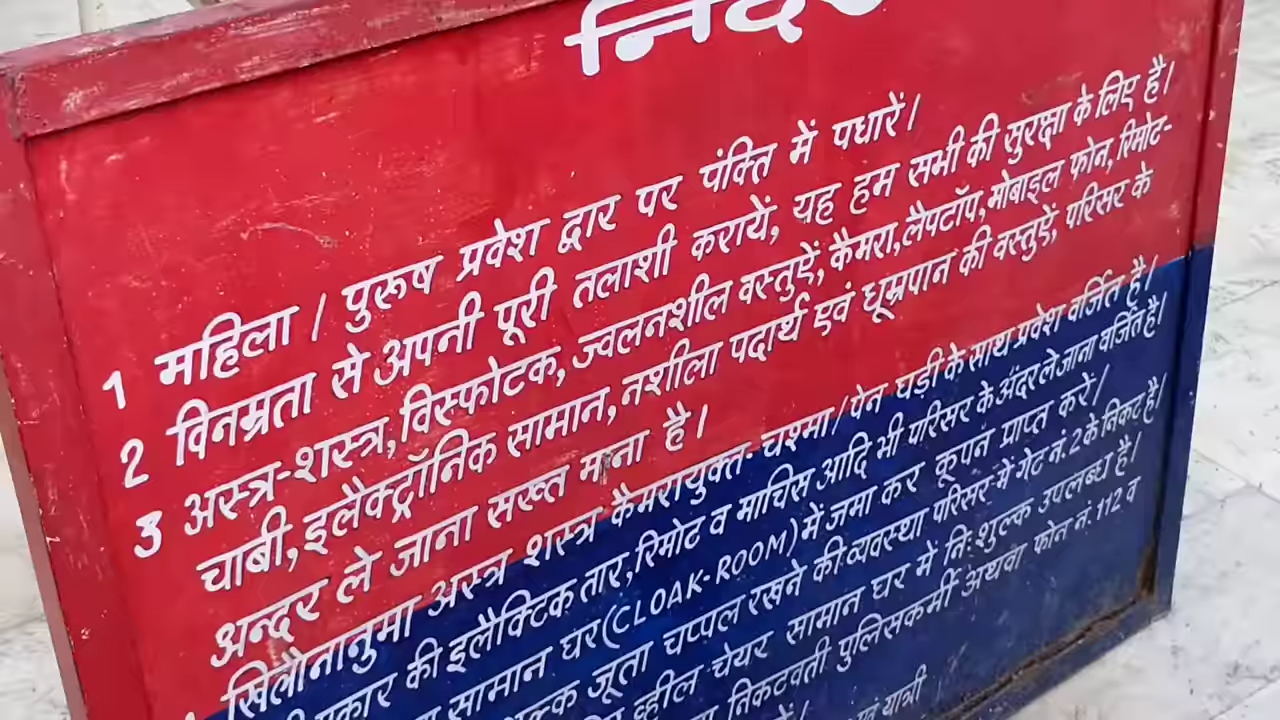 1 महिला / पुरूष प्रवेश द्वार पर पंक्ति में पधारें।
2 विनम्रता से अपनी पूरी तलाशी करायें, यह हम सभी की सुरक्षा के लिए है।
3 अस्त्र-शस्त्र, विस्फोटक, ज्वलनशील वस्तुऐं, कैमरा, लैपटॉप, मोबाइल फोन, रिमोट-
चाबी, इलैक्ट्रॉनिक सामान, नशीला पदार्थ एवं धूम्रपान की वस्तुऐं, परिसर के
अन्दर ले जाना सख्त माना है।
खिलौनानुमा अस्त्र शस्त्र कैमरायुक्त- चश्मा / पेन घड़ी के साथ प्रवेश वर्जित है।
की इलैक्टिक तार, रिमोट व माचिस आदि भी परिसर के अंदर ले जाना वर्जित है।
सामान घर (CLOAK-ROOM) में जमा कर कूपन प्राप्त करें।
जूता चप्पल रखने की व्यवस्था परिसर में गेट नं. 2 के निकट है।
व्हील चेयर सामान घर में निःशुल्क उपलब्ध है।
निकटवर्ती पुलिसकर्मी अथवा फोन नं. 112 व
यात्री